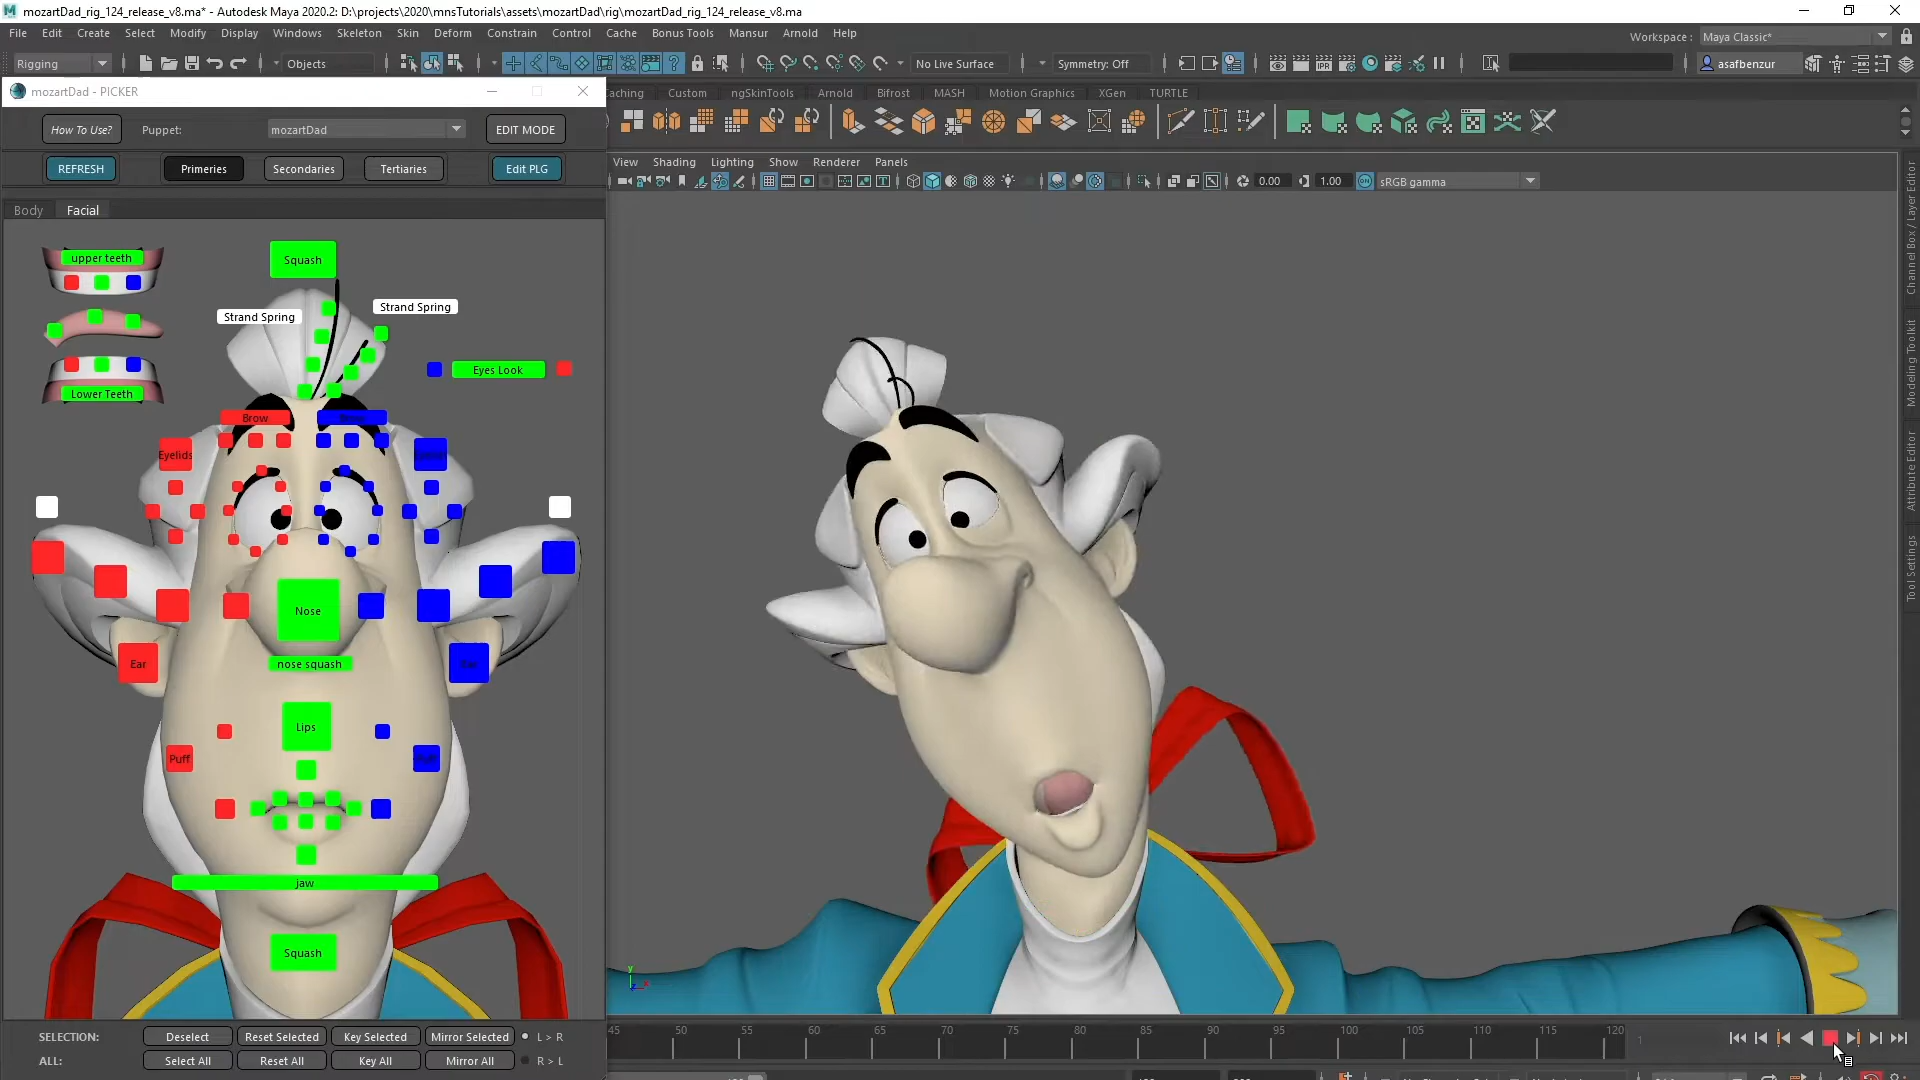 mozartDad_rig_124_release_v8.ma* - Autodesk Maya 2020.2: D:\projects\2020\mnsTutorials\assets\mozartDad\rig\mozartDad_rig_124_release_v8.ma
File Edit Create Select Modify Display Windows Skeleton Skin Deform Constrain Control Cache Bonus Tools Mansur Arnold Help
Workspace : Maya Classic*
Rigging Objects No Live Surface Symmetry: Off asafbenzur
mozartDad - PICKER
Caching Custom ngSkinTools Arnold Bifrost MASH Motion Graphics XGen TURTLE
How To Use? Puppet: mozartDad EDIT MODE
REFRESH Primeries Secondaries Tertiaries Edit PLG
View Shading Lighting Show Renderer Panels
0.00 1.00 ON sRGB gamma
Body Facial
upper teeth
Squash
Strand Spring
Strand Spring
Lower Teeth
Eyes Look
Brow
Eyelids
Nose
Ear
nose squash
Lips
Puff
jaw
Squash
Channel Box / Layer Editor
Modeling Toolkit
Attribute Editor
Tool Settings
y
45 50 55 60 65 70 75 80 85 90 95 100 105 110 115 120
1
SELECTION: Deselect Reset Selected Key Selected Mirror Selected L > R
ALL: Select All Reset All Key All Mirror All R > L